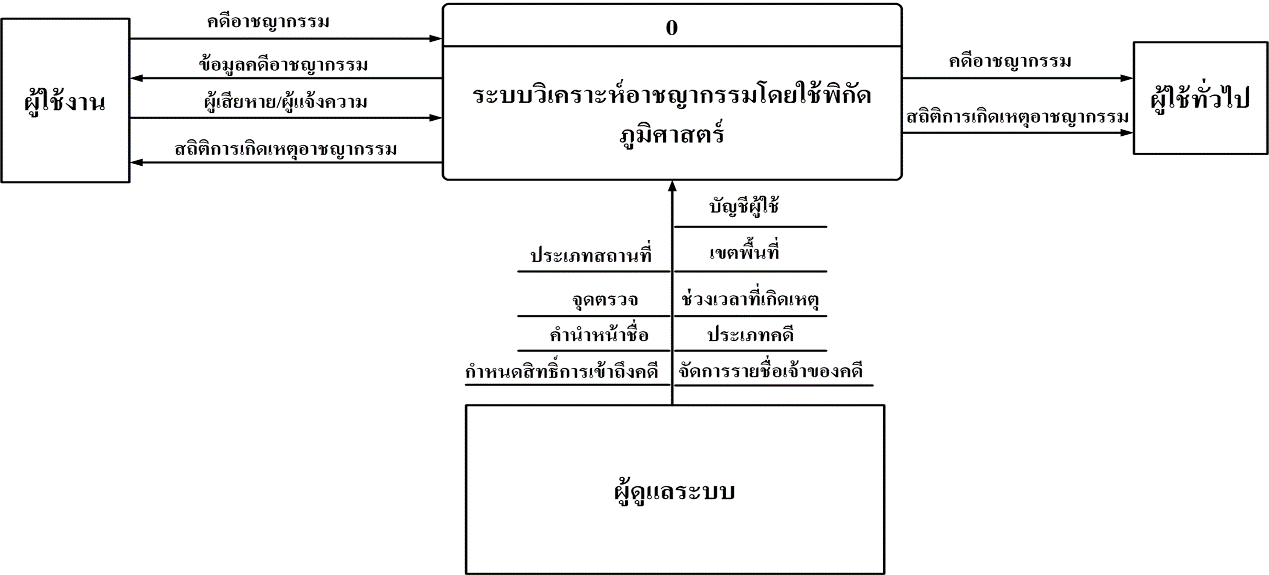 คดีอาชญากรรม
ข้อมูลคดีอาชญากรรม
ผู้ใช้งาน
ผู้เสียหาย/ผู้แจ้งความ
สถิติการเกิดเหตุอาชญากรรม
0
ระบบวิเคราะห์อาชญากรรมโดยใช้พิกัด
ภูมิศาสตร์
คดีอาชญากรรม
ผู้ใช้ทั่วไป
สถิติการเกิดเหตุอาชญากรรม
บัญชีผู้ใช้
ประเภทสถานที่
เขตพื้นที่
จุดตรวจ
ช่วงเวลาที่เกิดเหตุ
คำนำหน้าชื่อ
ประเภทคดี
กำหนดสิทธิ์การเข้าถึงคดี
จัดการรายชื่อเจ้าของคดี
ผู้ดูแลระบบ